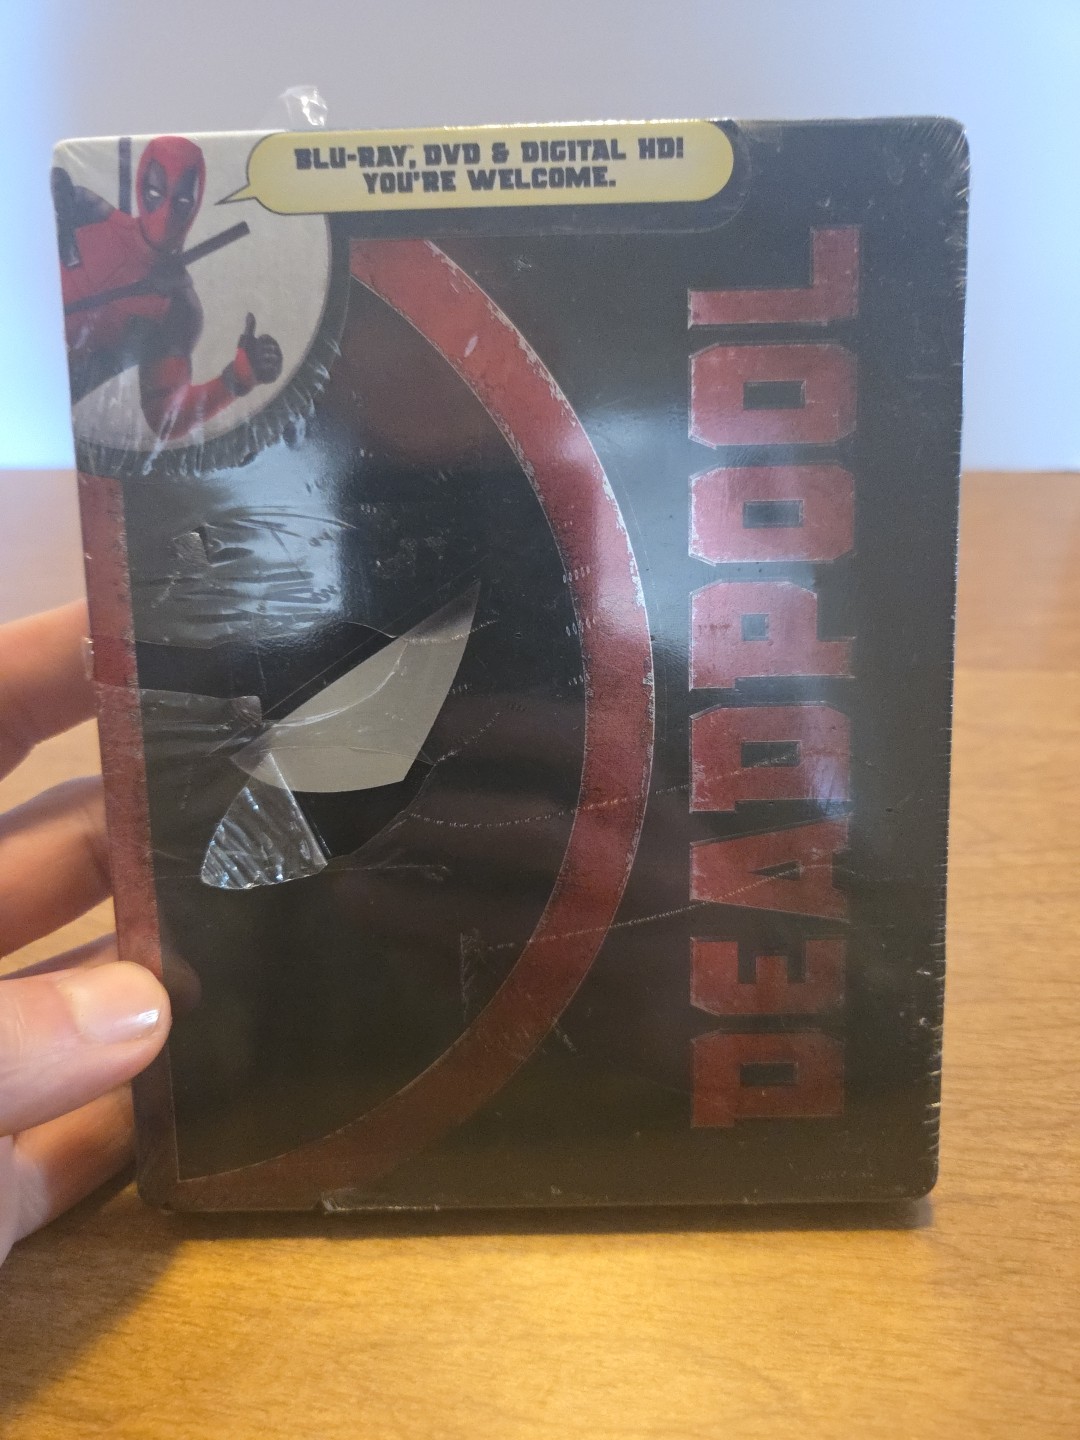 BLU-RAY, DVD & DIGITAL HD!
YOU'RE WELCOME.
DEADPOOL